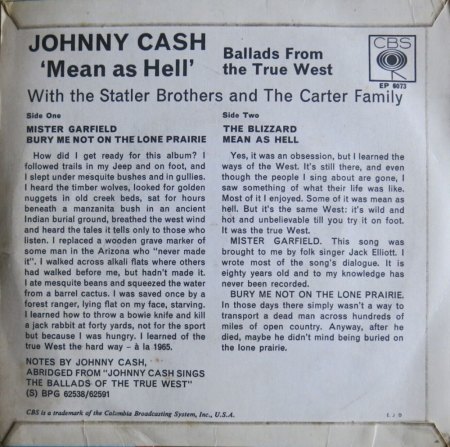 JOHNNY CASH
'Mean as Hell'
Ballads From
the True West
CBS
EP 6073
With the Statler Brothers and The Carter Family
Side One
MISTER GARFIELD
BURY ME NOT ON THE LONE PRAIRIE
How did I get ready for this album? I
followed trails in my Jeep and on foot, and
I slept under mesquite bushes and in gullies.
I heard the timber wolves, looked for golden
nuggets in old creek beds, sat for hours
beneath a manzanita bush in an ancient
Indian burial ground, breathed the west wind
and heard the tales it tells only to those who
listen. I replaced a wooden grave marker of
some man in the Arizona who "never made
it". I walked across alkali flats where others
had walked before me, but hadn't made it.
I ate mesquite beans and squeezed the water
from a barrel cactus. I was saved once by a
forest ranger, lying flat on my face, starving.
I learned how to throw a bowie knife and kill
a jack rabbit at forty yards, not for the sport
but because I was hungry. I learned of the
true West the hard way – à la 1965.
NOTES BY JOHNNY CASH,
ABRIDGED FROM "JOHNNY CASH SINGS
THE BALLADS OF THE TRUE WEST"
(S) BPG 62538/62591
Side Two
THE BLIZZARD
MEAN AS HELL
Yes, it was an obsession, but I learned the
ways of the West. It's still there, and even
though the people I sing about are gone, I
saw something of what their life was like.
Most of it I enjoyed. Some of it was mean as
hell. But it's the same West: it's wild and
hot and unbelievable till you try it on foot.
It was the true West.
MISTER GARFIELD. This song was
brought to me by folk singer Jack Elliott. I
wrote most of the song's dialogue. It is
eighty years old and to my knowledge has
never been recorded.
BURY ME NOT ON THE LONE PRAIRIE.
In those days there simply wasn't a way to
transport a dead man across hundreds of
miles of open country. Anyway, after he
died, maybe he didn't mind being buried on
the lone prairie.
CBS is a trademark of the Columbia Broadcasting System, Inc., U.S.A.